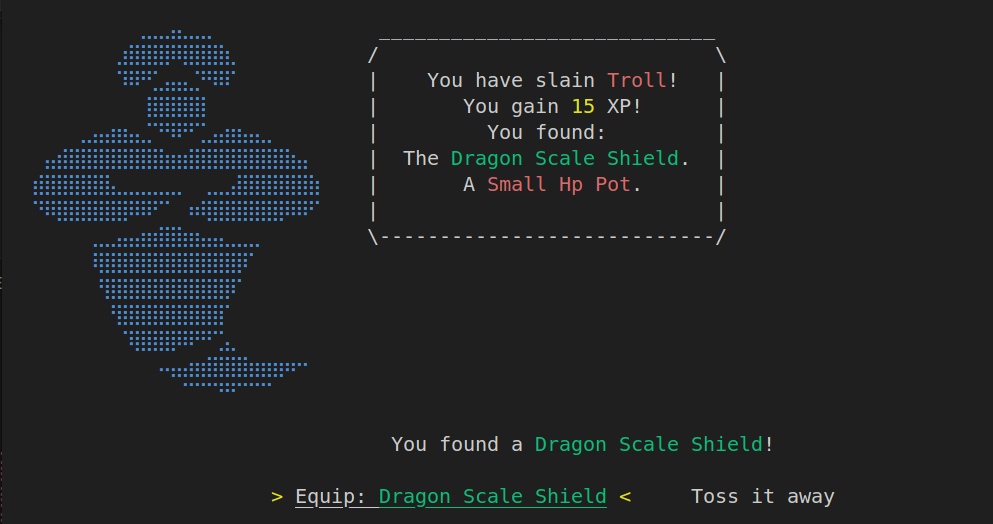 You have slain Troll!
You gain 15 XP!
You found:
The Dragon Scale Shield.
A Small Hp Pot.
You found a Dragon Scale Shield!
> Equip: Dragon Scale Shield < Toss it away